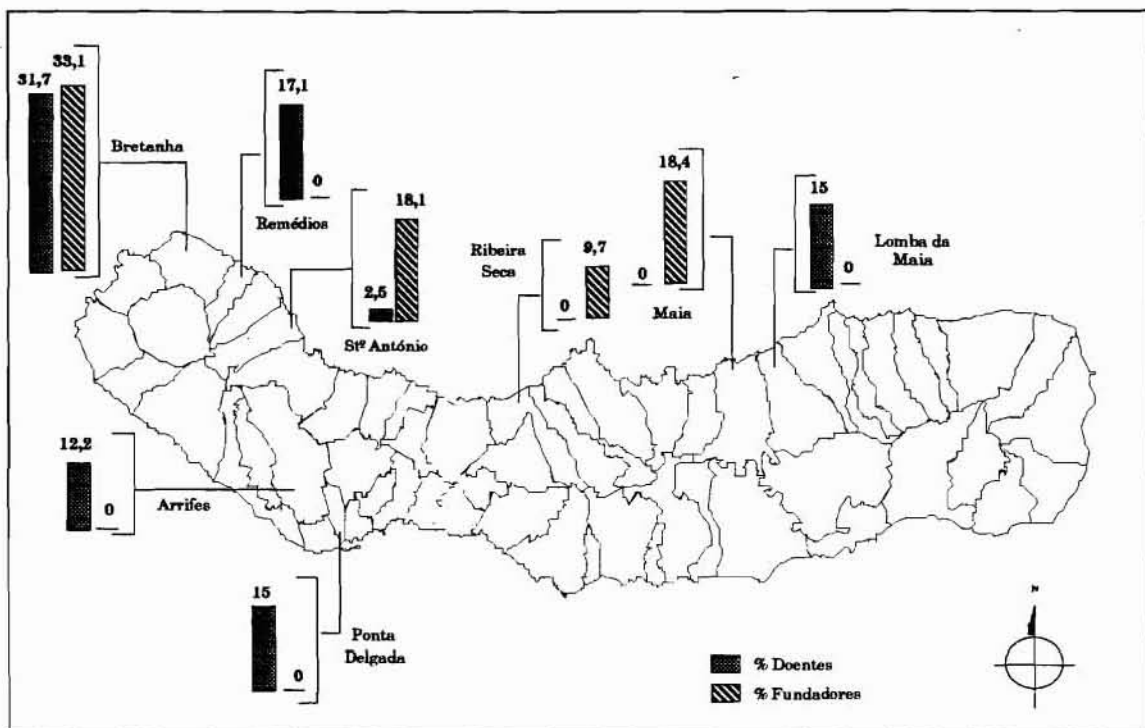 33,1
31,7
Bretanha
17,1
0
Remédios
18,1
2,5
Stº António
Ribeira
Seca
9,7
0
18,4
0
Maia
15
0
Lomba da
Maia
12,2
0
Arrifes
15
0
Ponta
Delgada
N
% Doentes
% Fundadores